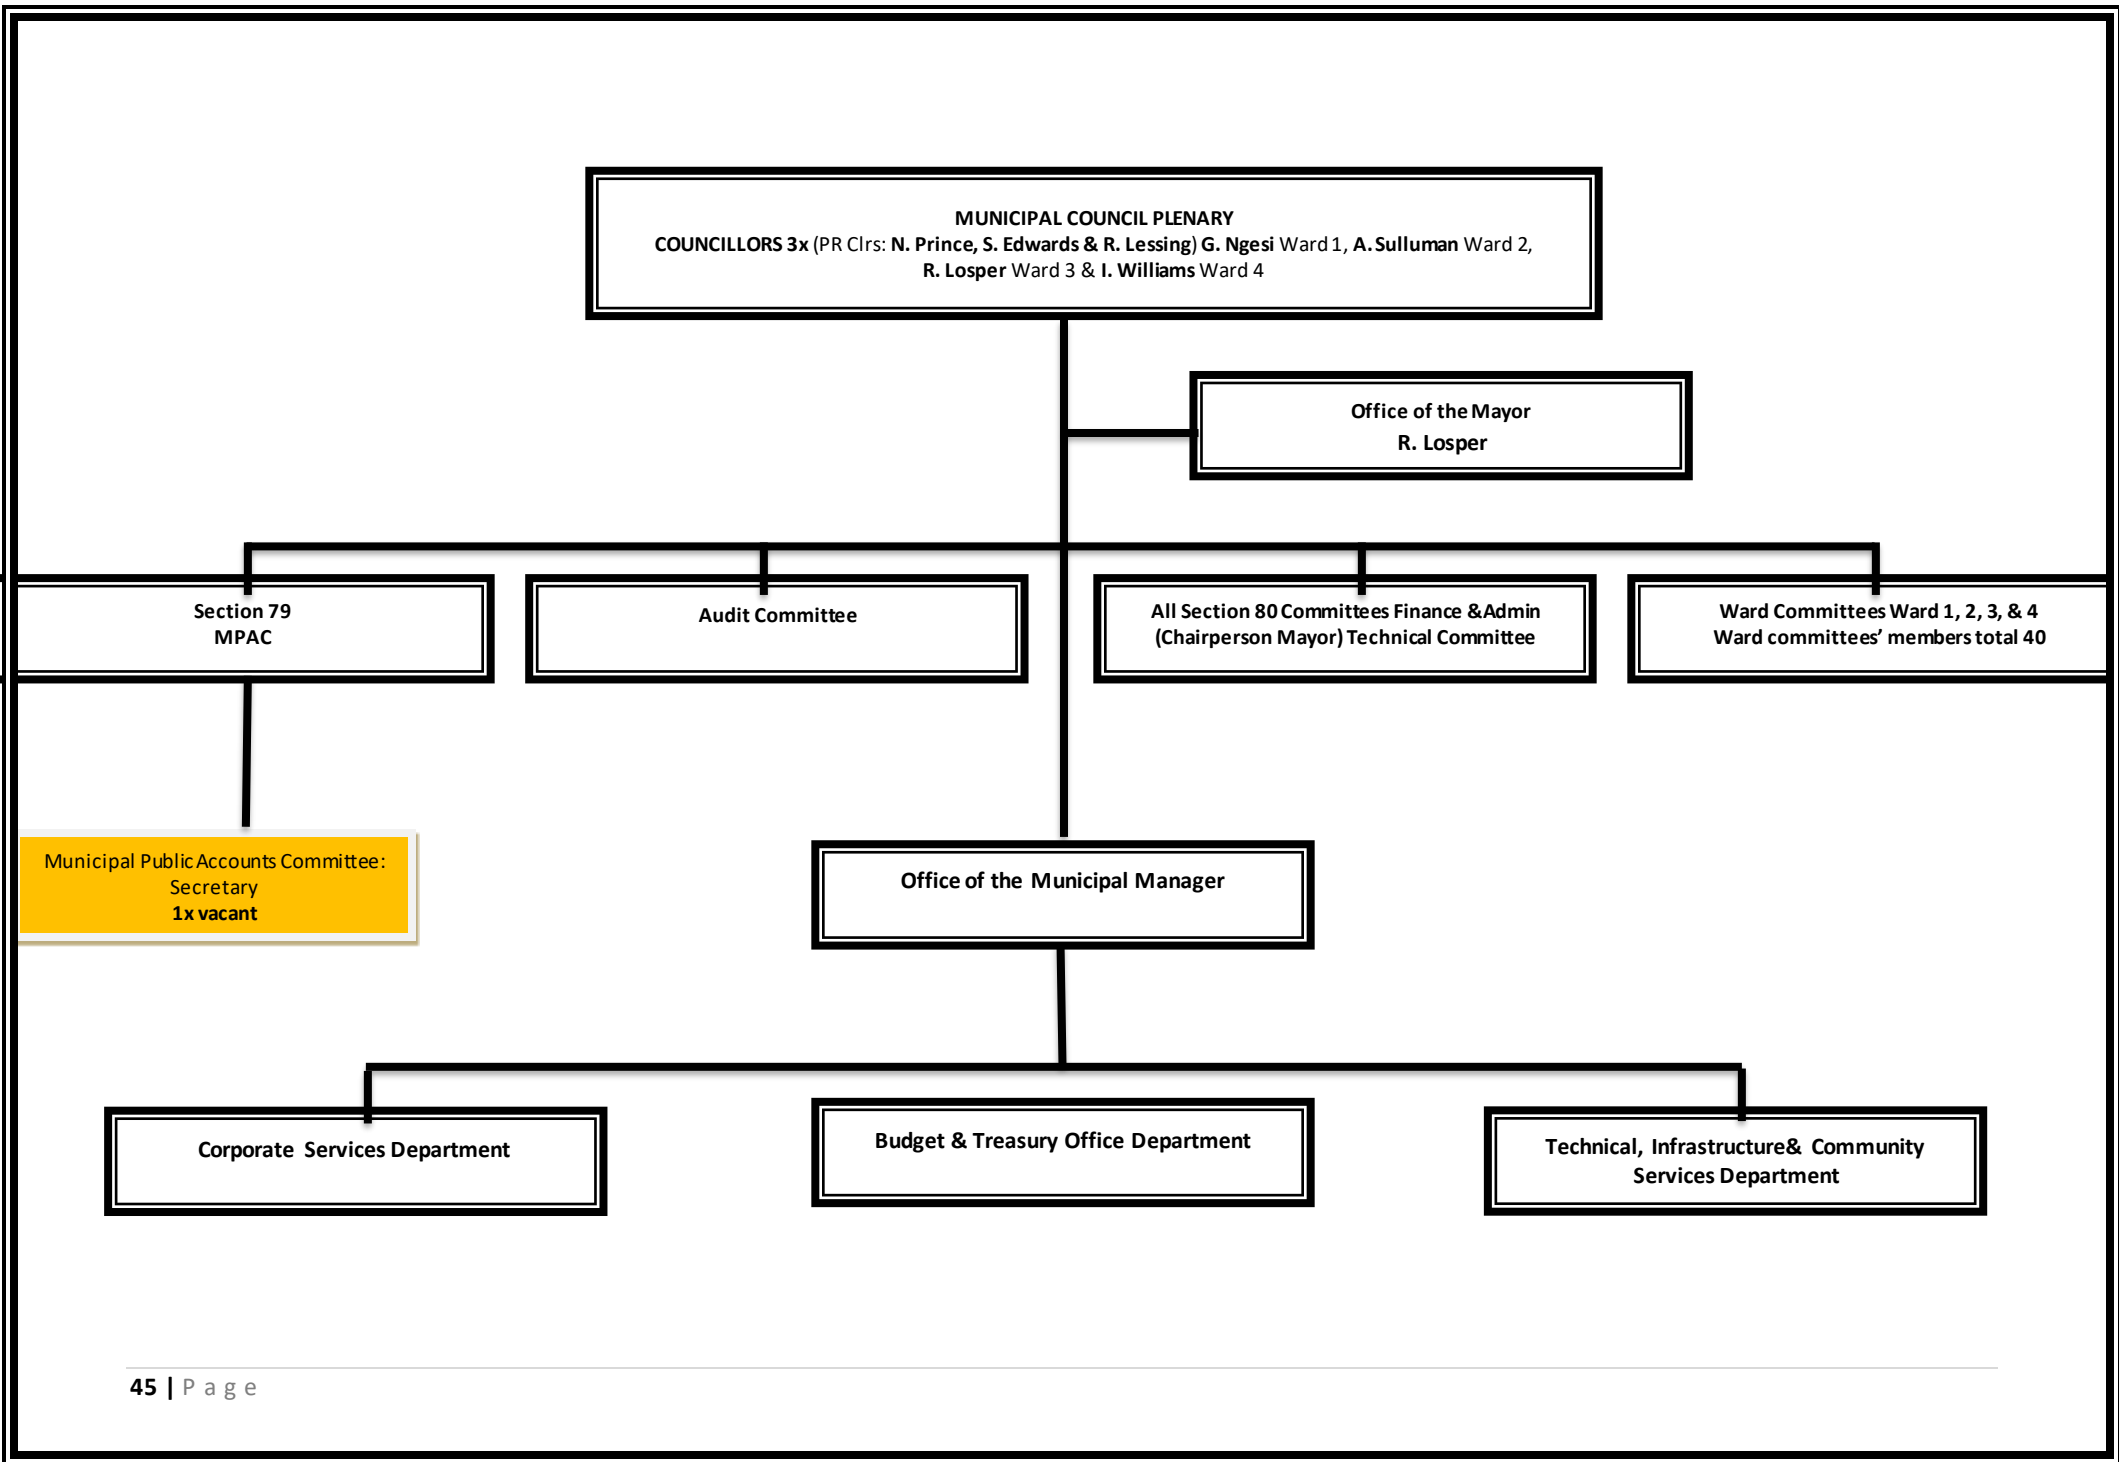 MUNICIPAL COUNCIL PLENARY
COUNCILLORS 3x (PR Clrs: N. Prince, S. Edwards & R. Lessing) G. Ngesi Ward 1, A. Sulluman Ward 2,
R. Losper Ward 3 & I. Williams Ward 4
Office of the Mayor
R. Losper
Section 79
MPAC
Audit Committee
All Section 80 Committees Finance &Admin
(Chairperson Mayor) Technical Committee
Ward Committees Ward 1, 2, 3, & 4
Ward committees’ members total 40
Municipal Public Accounts Committee:
Secretary
1x vacant
Office of the Municipal Manager
Corporate Services Department
Budget & Treasury Office Department
Technical, Infrastructure& Community
Services Department
45 | Page